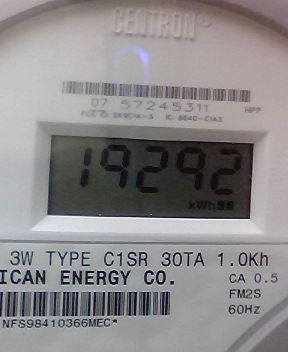 CENTRON®
07 57245311 HPP
19292
kWh
3W TYPE C1SR 30TA 1.0Kh
ICAN ENERGY CO. CA 0.5
FM2S
60Hz
NFS98410366MEC*